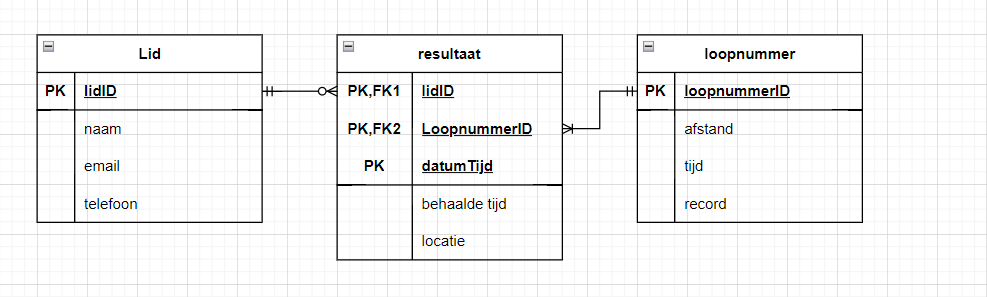 Lid
PK lidID
naam
email
telefoon
resultaat
PK,FK1 lidID
PK,FK2 LoopnummerID
PK datumTijd
behaalde tijd
locatie
loopnummer
PK loopnummerID
afstand
tijd
record